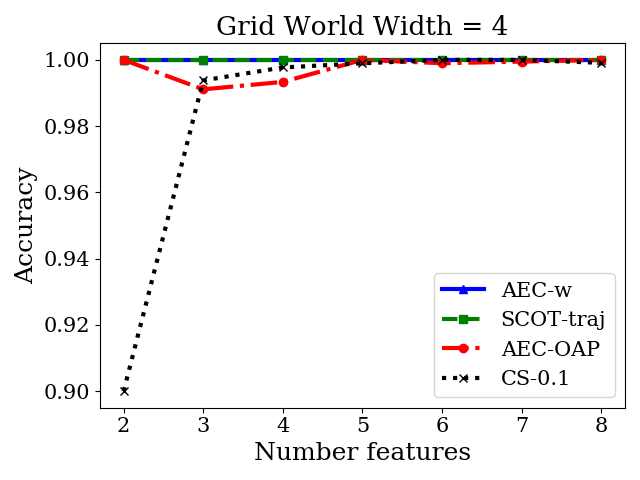 Grid World Width = 4
Accuracy
1.00
0.98
0.96
0.94
0.92
0.90
AEC-w
SCOT-traj
AEC-OAP
CS-0.1
2 3 4 5 6 7 8
Number features